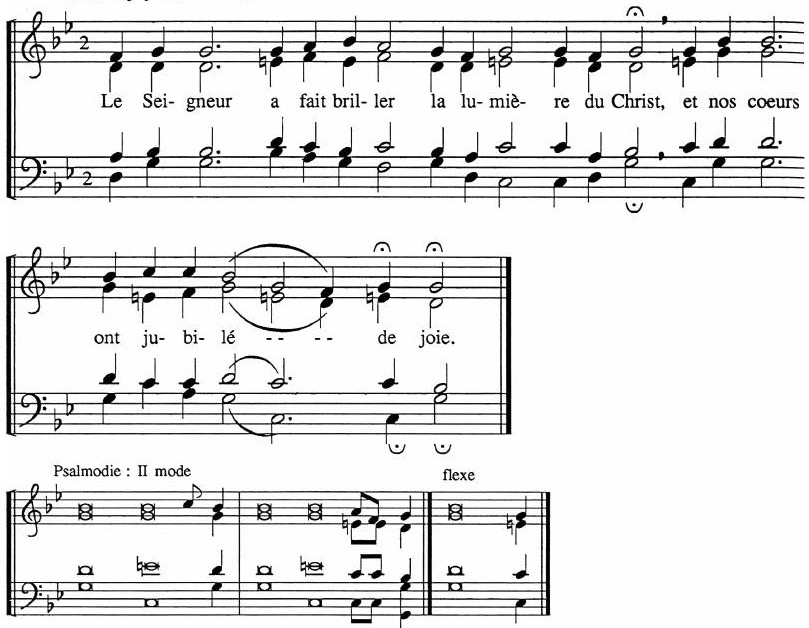 Le Sei- gneur a fait bril- ler la lu- miè- re du Christ, et nos coeurs
ont ju- bi- lé - - - - de joie.
Psalmodie : II mode
flexe